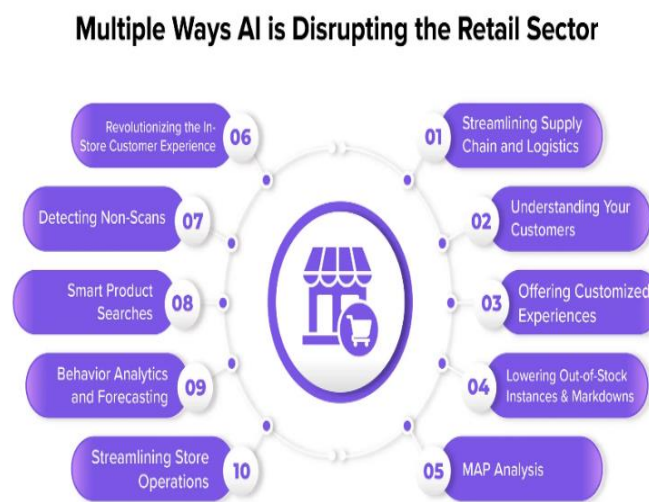 Multiple Ways AI is Disrupting the Retail Sector
01
Streamlining Supply
Chain and Logistics
02
Understanding Your
Customers
03
Offering Customized
Experiences
04
Lowering Out-of-Stock
Instances & Markdowns
05
MAP Analysis
Revolutionizing the In-
Store Customer Experience
06
Detecting Non-Scans
07
Smart Product
Searches
08
Behavior Analytics
and Forecasting
09
Streamlining Store
Operations
10